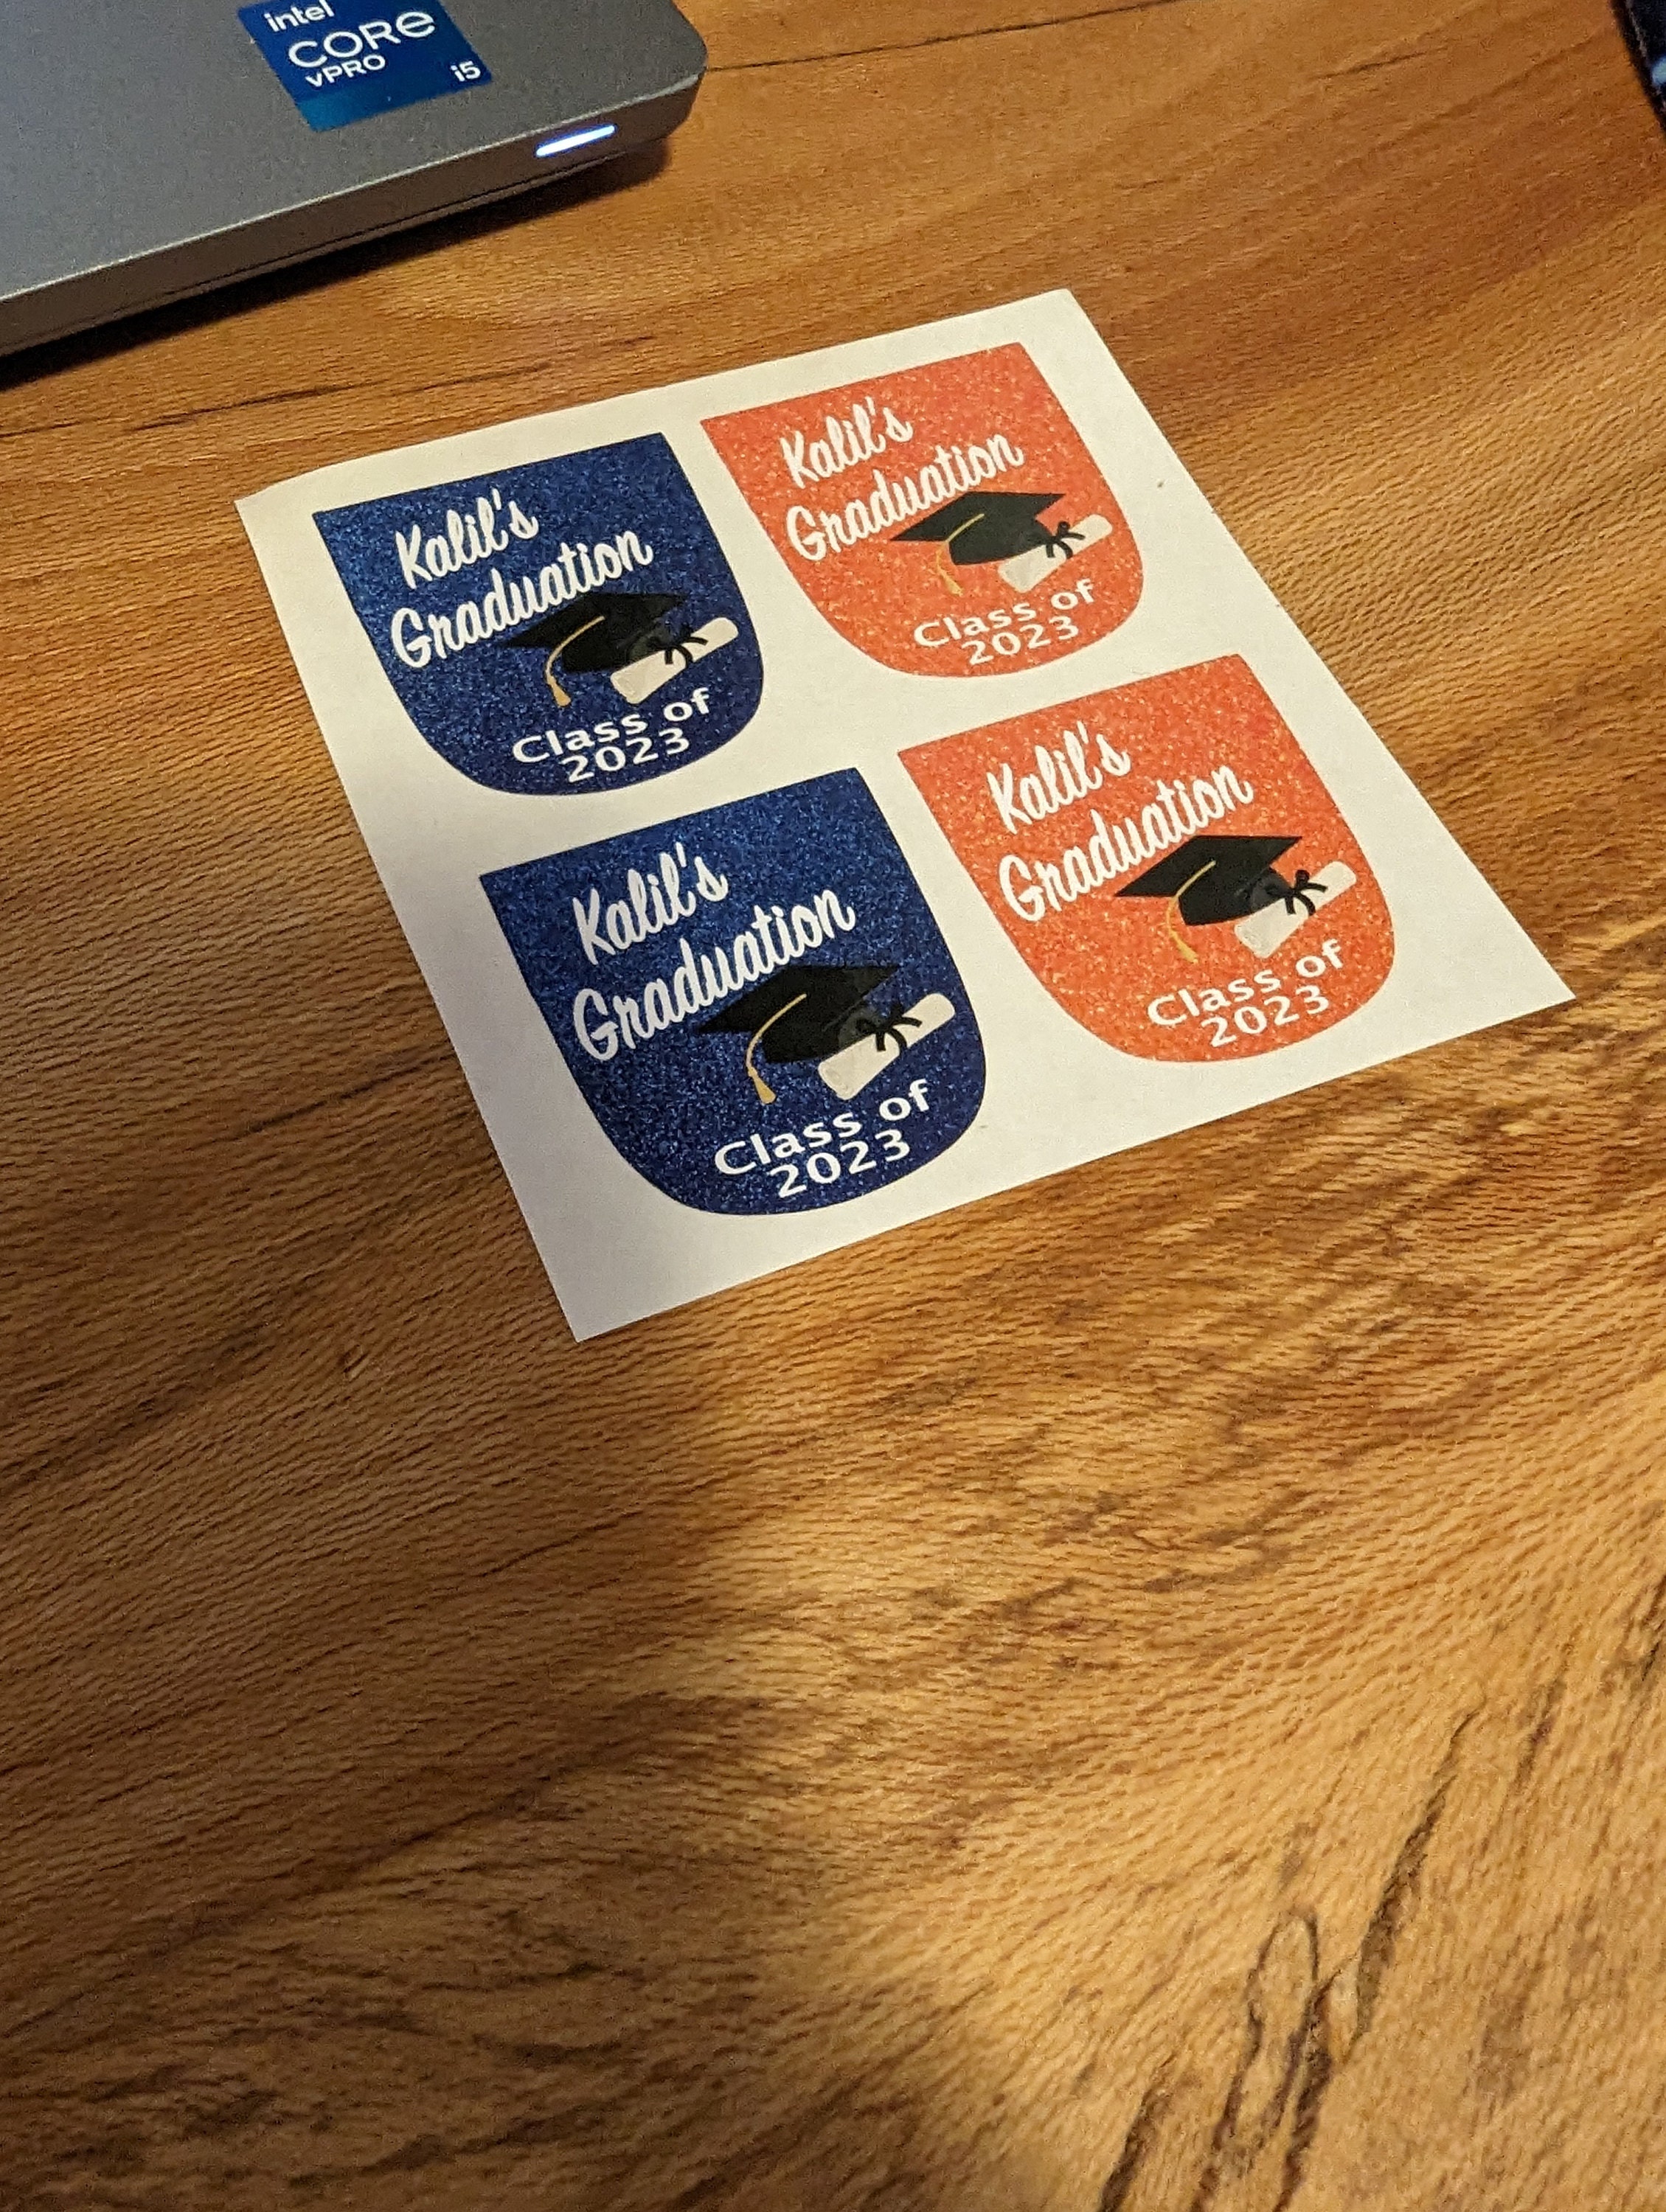 intel
CORE
vPRO
i5
Kalil's
Graduation
Class of
2023
Kalil's
Graduation
Class of
2023
Kalil's
Graduation
Class of
2023
Kalil's
Graduation
Class of
2023